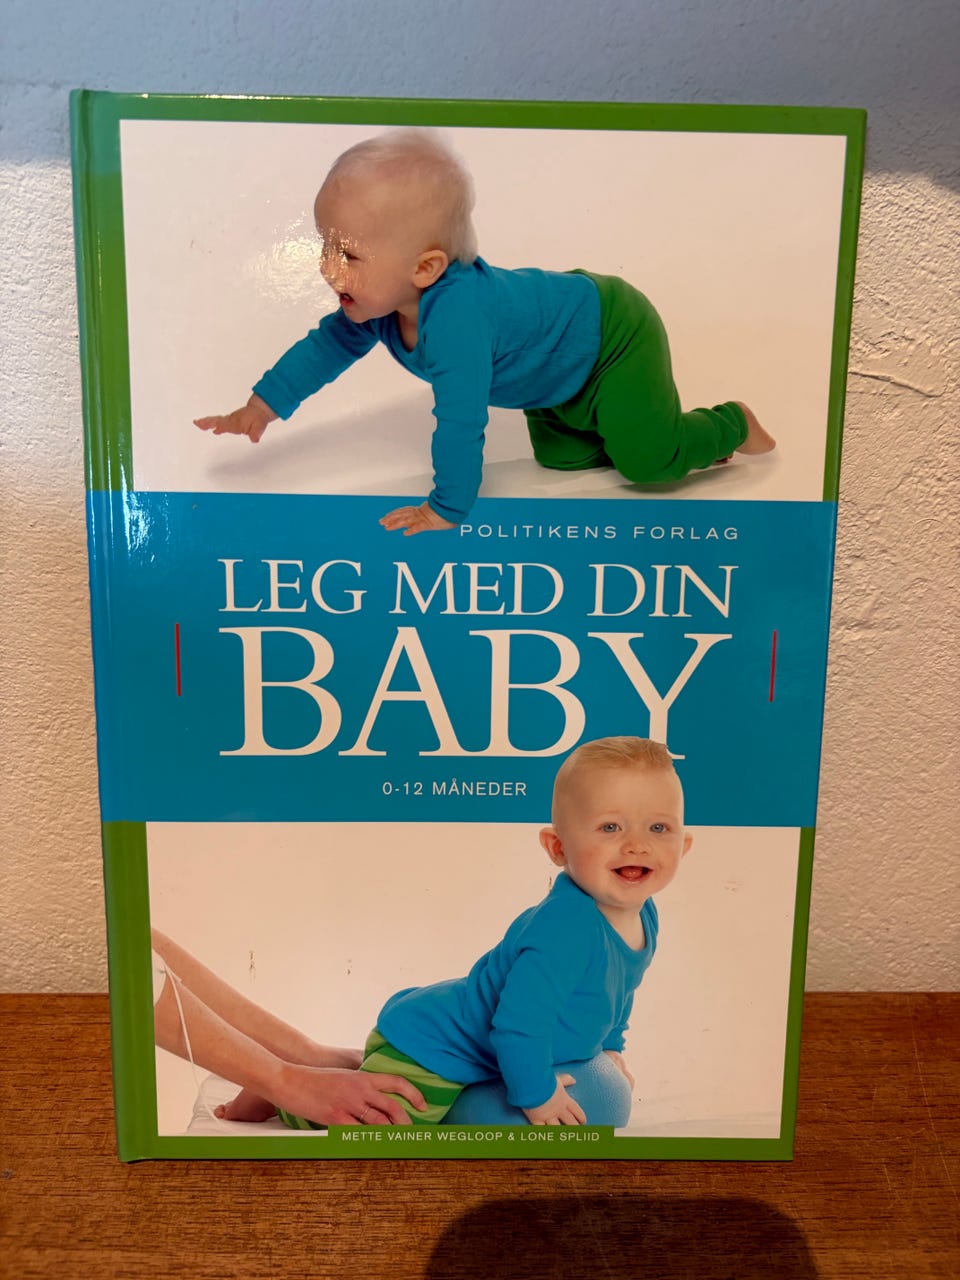 POLITIKENS FORLAG
LEG MED DIN
BABY
0-12 MÅNEDER
METTE VAINER WEGLOOP & LONE SPLIID